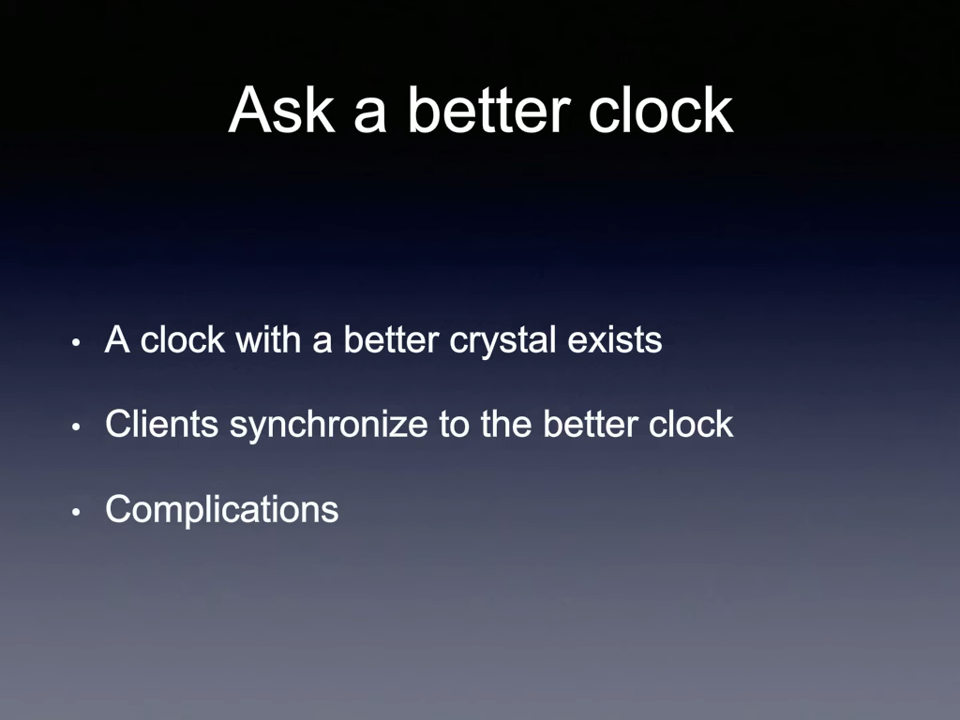 Ask a better clock
• A clock with a better crystal exists
• Clients synchronize to the better clock
• Complications